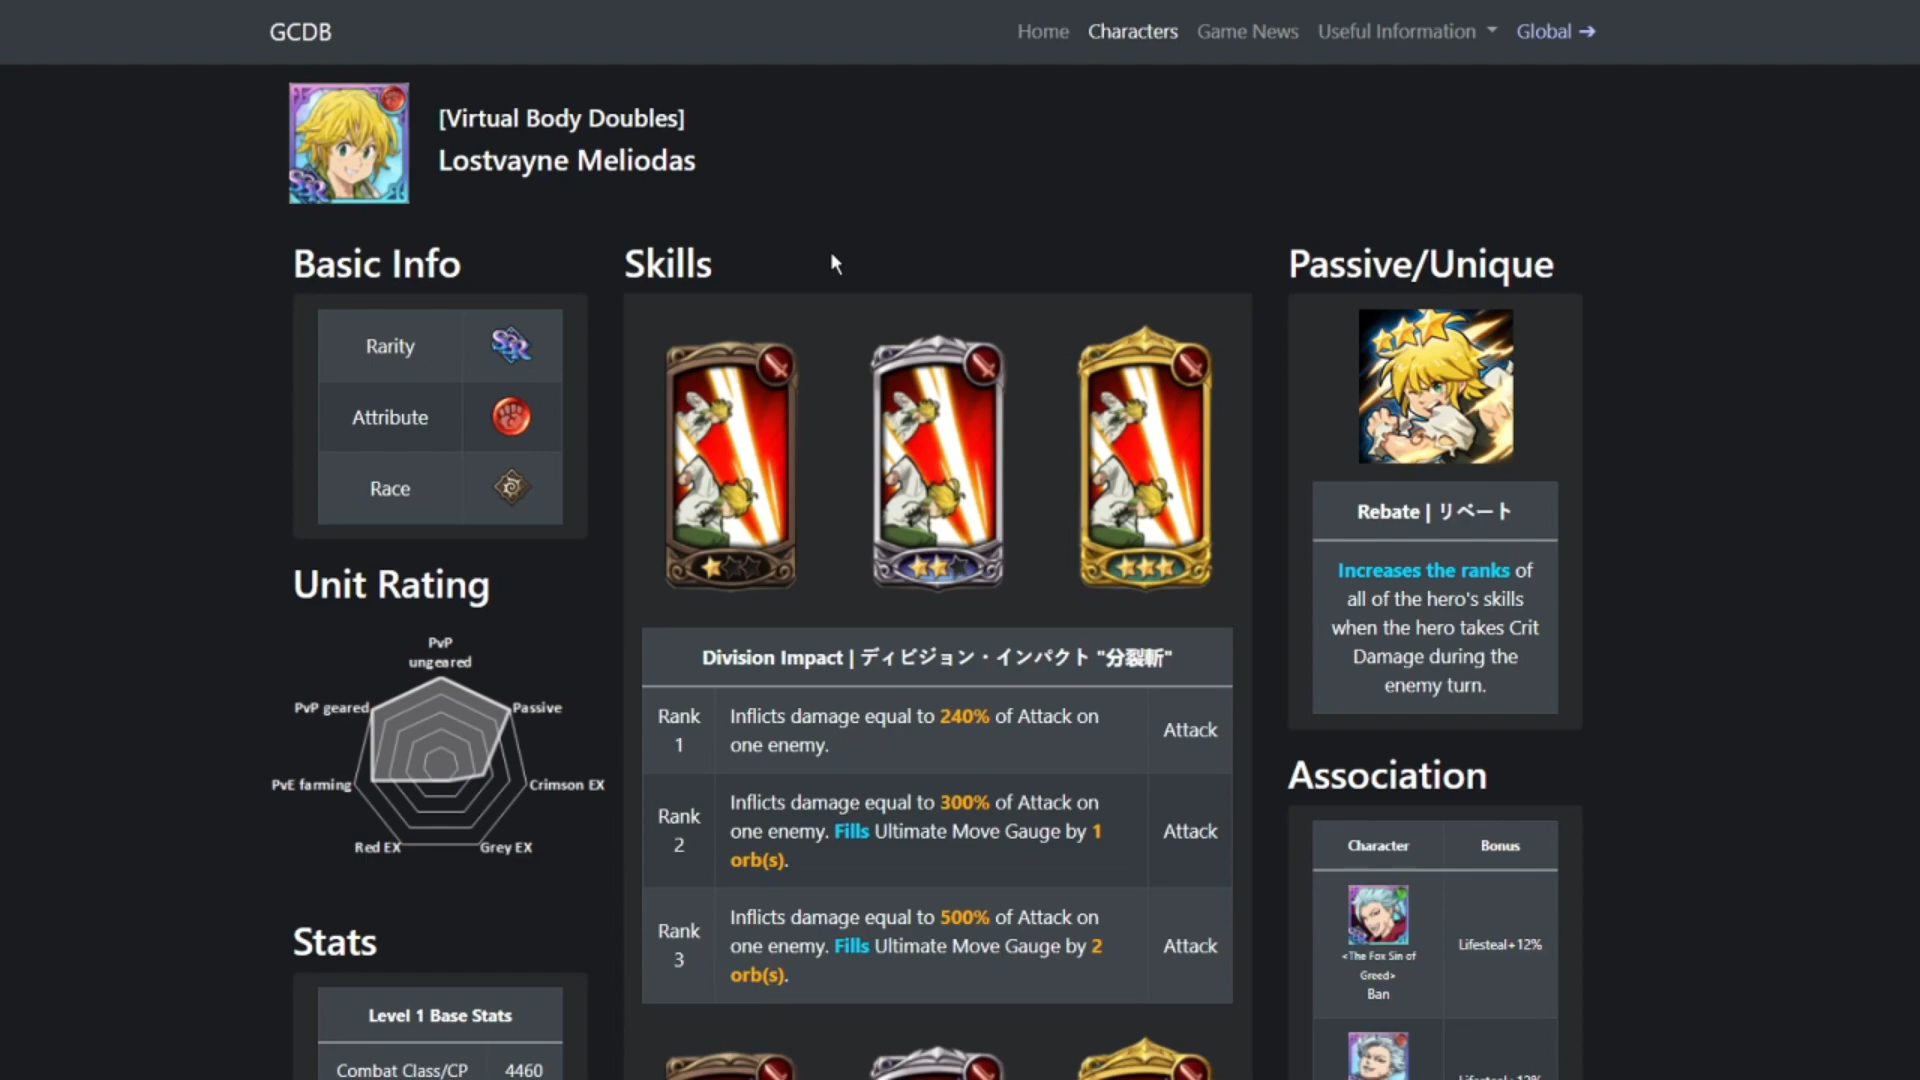 GCDB
Home Characters Game News Useful Information Global →
[Virtual Body Doubles]
Lostvayne Meliodas
Basic Info
Rarity SSR
Attribute
Race
Unit Rating
PvP
ungeared
PvP geared
Passive
PvE farming
Crimson EX
Red EX
Grey EX
Stats
Level 1 Base Stats
Combat Class/CP 4460
Skills
Division Impact | ディビジョン・インパクト "分裂斬"
Rank
1
Inflicts damage equal to 240% of Attack on
one enemy.
Attack
Rank
2
Inflicts damage equal to 300% of Attack on
one enemy. Fills Ultimate Move Gauge by 1
orb(s).
Attack
Rank
3
Inflicts damage equal to 500% of Attack on
one enemy. Fills Ultimate Move Gauge by 2
orb(s).
Attack
Passive/Unique
Rebate | リベート
Increases the ranks of
all of the hero's skills
when the hero takes Crit
Damage during the
enemy turn.
Association
Character Bonus
<The Fox Sin of
Greed>
Ban
Lifesteal+12%